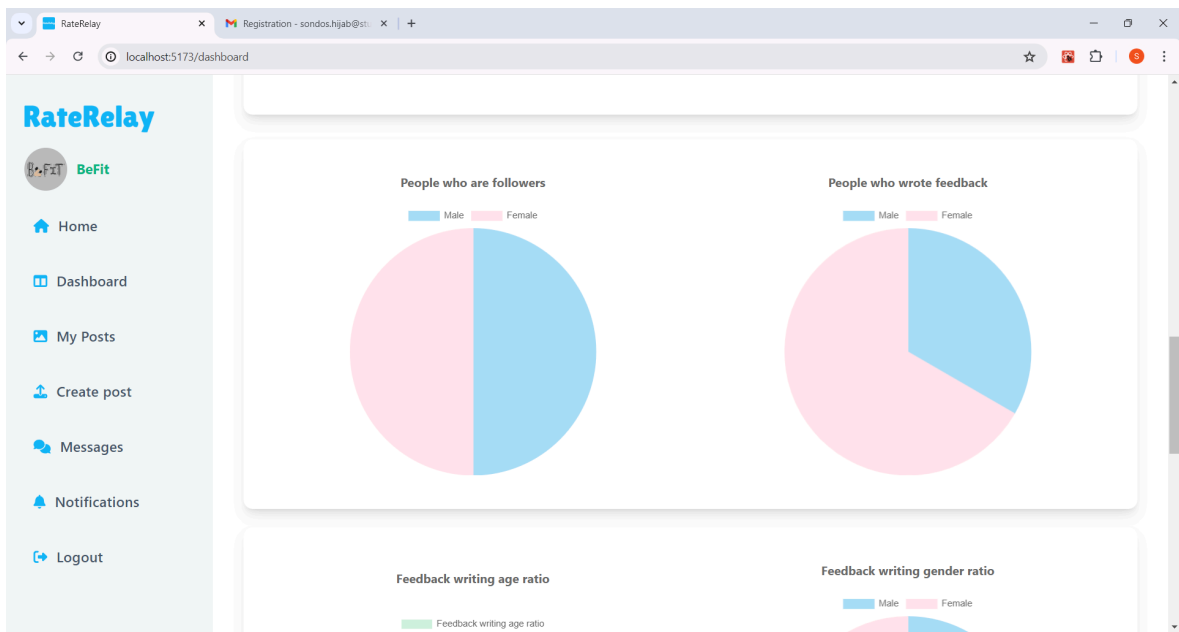 RateRelay
Registration - sondos.hijab@stu
localhost:5173/dashboard
S
RateRelay
BeFiT
BeFit
Home
Dashboard
My Posts
Create post
Messages
Notifications
Logout
People who are followers
Male Female
People who wrote feedback
Male Female
Feedback writing age ratio
Feedback writing age ratio
Feedback writing gender ratio
Male Female